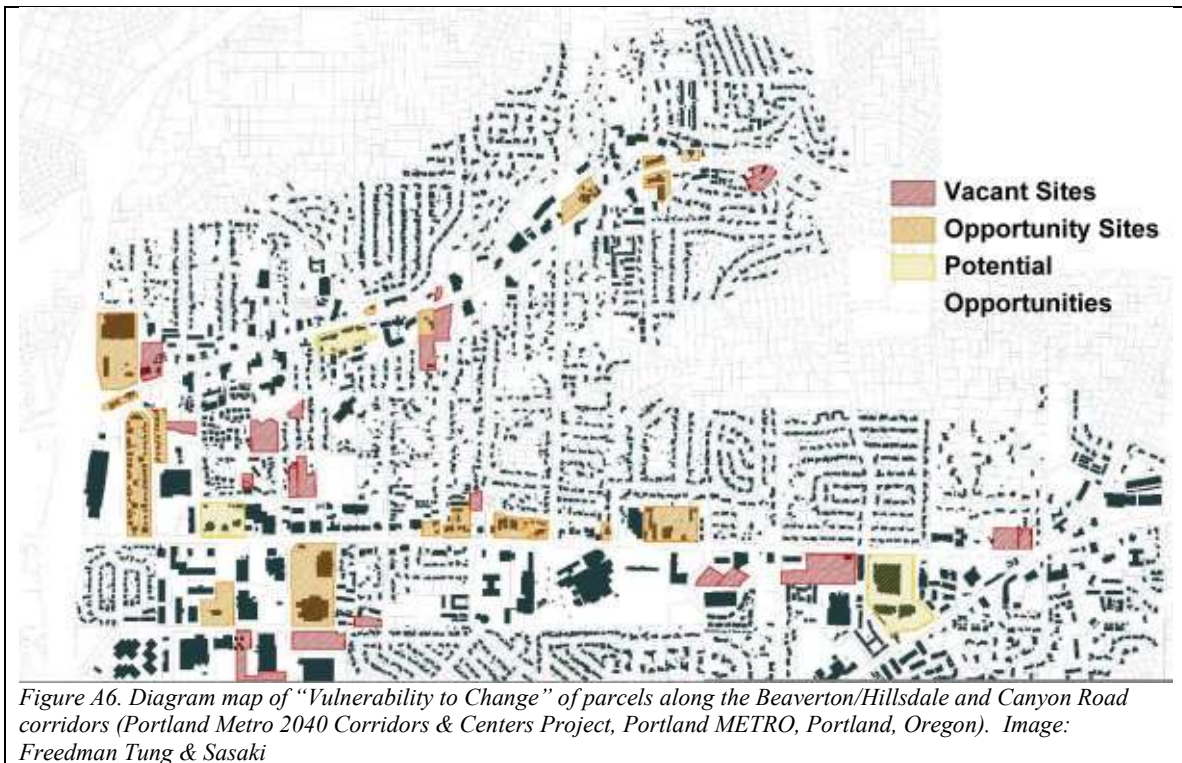 Vacant Sites
Opportunity Sites
Potential
Opportunities
Figure A6. Diagram map of “Vulnerability to Change” of parcels along the Beaverton/Hillsdale and Canyon Road
corridors (Portland Metro 2040 Corridors & Centers Project, Portland METRO, Portland, Oregon).  Image:
Freedman Tung & Sasaki